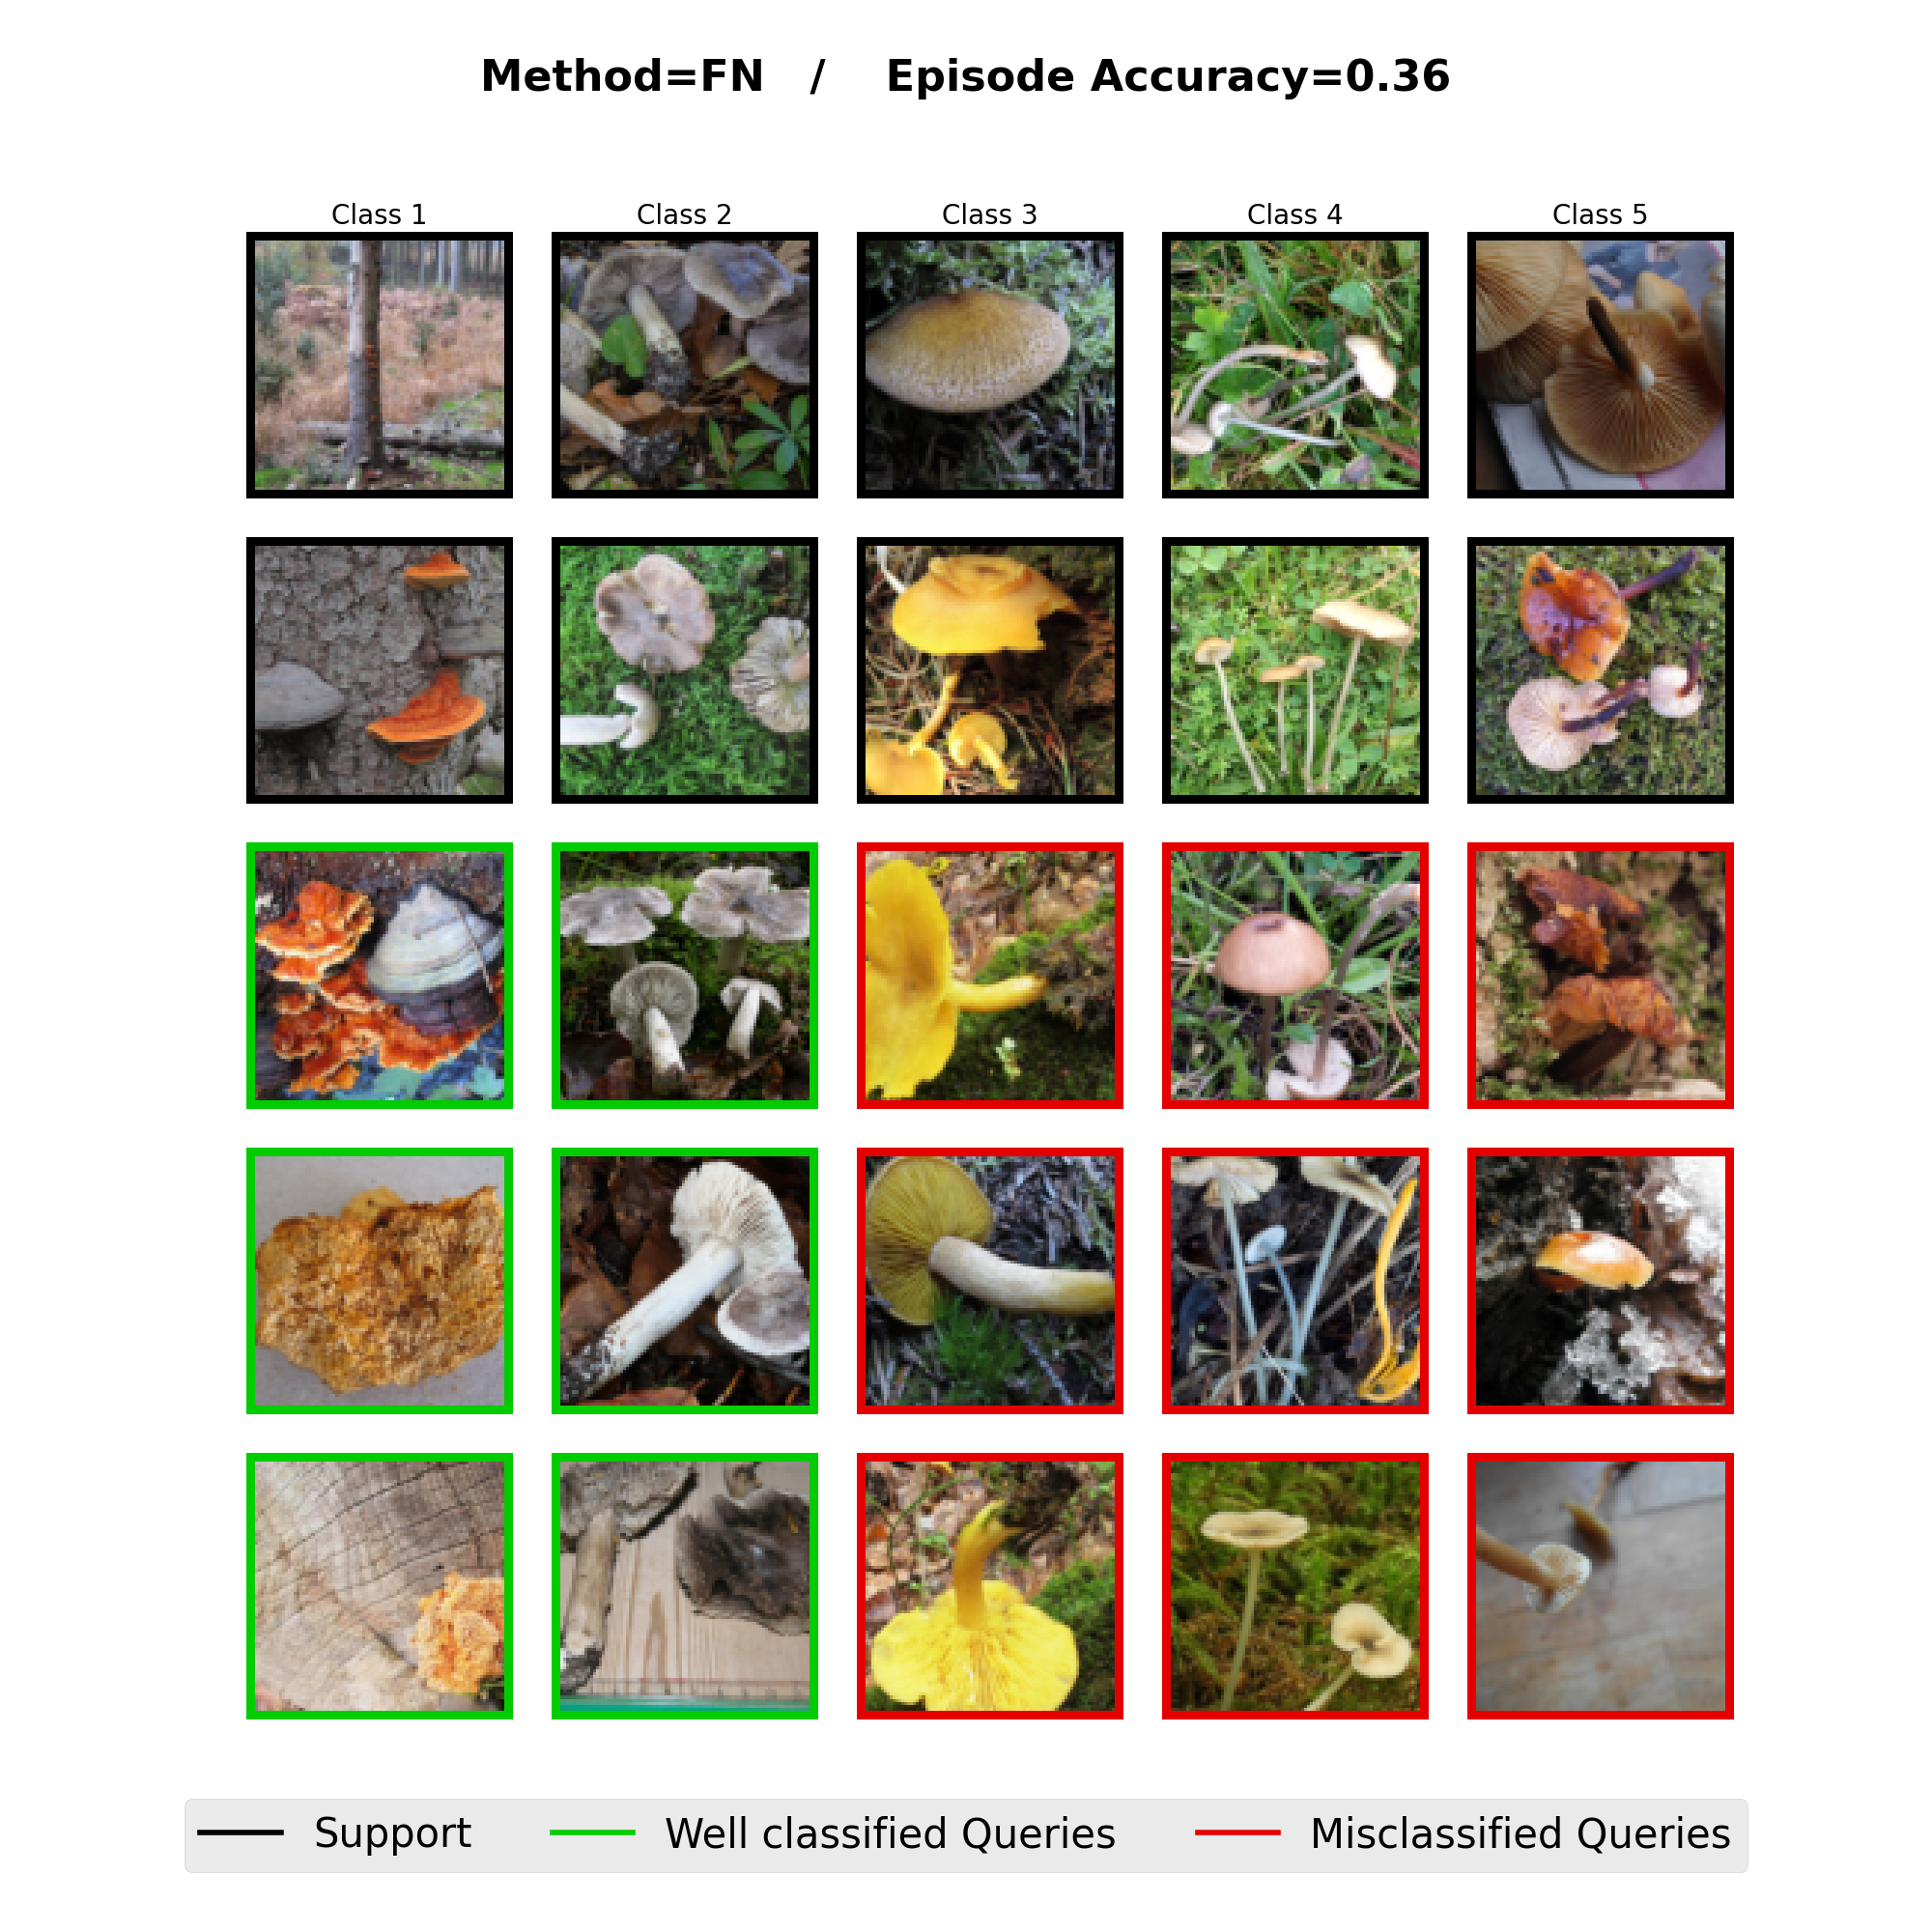 Method=FN / Episode Accuracy=0.36
Class 1 Class 2 Class 3 Class 4 Class 5
Support Well classified Queries Misclassified Queries